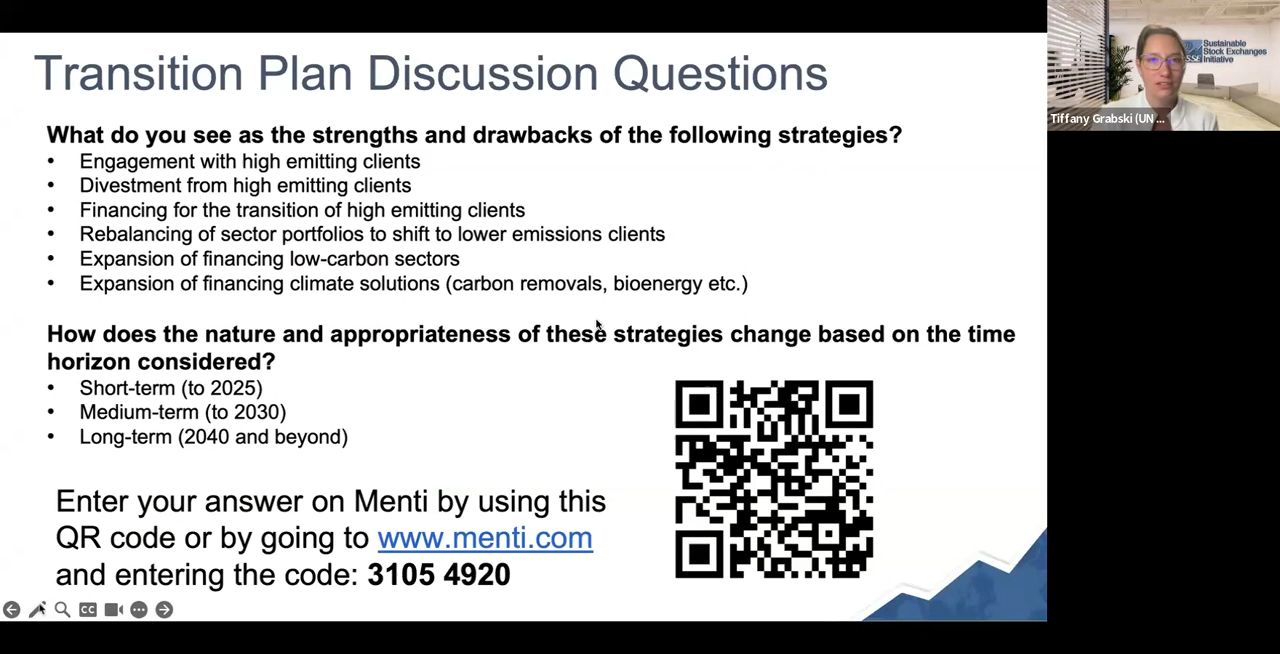 Transition Plan Discussion Questions
What do you see as the strengths and drawbacks of the following strategies?
• Engagement with high emitting clients
• Divestment from high emitting clients
• Financing for the transition of high emitting clients
• Rebalancing of sector portfolios to shift to lower emissions clients
• Expansion of financing low-carbon sectors
• Expansion of financing climate solutions (carbon removals, bioenergy etc.)
How does the nature and appropriateness of these strategies change based on the time
horizon considered?
• Short-term (to 2025)
• Medium-term (to 2030)
• Long-term (2040 and beyond)
Enter your answer on Menti by using this
QR code or by going to www.menti.com
and entering the code: 3105 4920
CC
Sustainable
Stock Exchanges
Initiative
Tiffany Grabski (UN ...